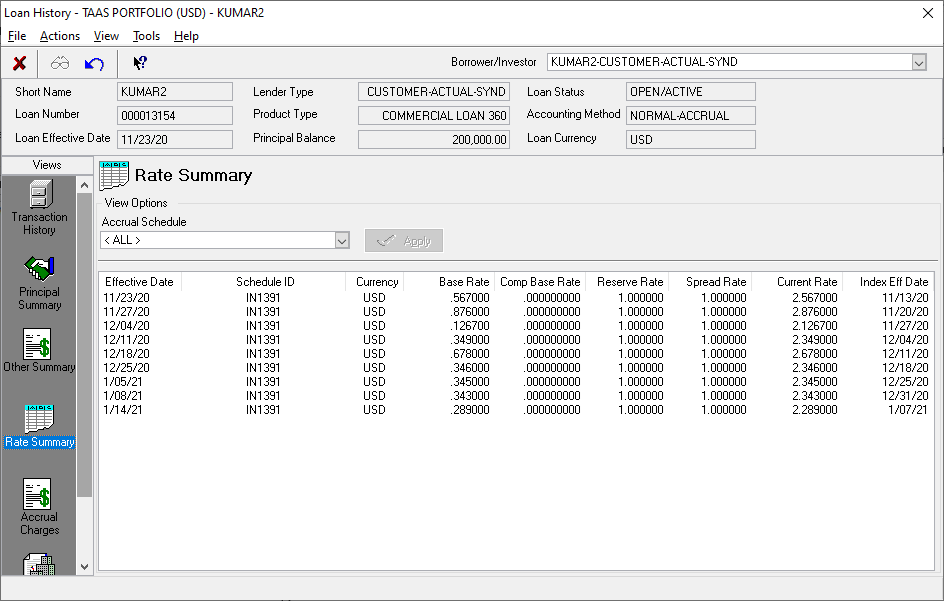 Loan History - TAAS PORTFOLIO (USD) - KUMAR2
File Actions View Tools Help
Borrower/Investor KUMAR2-CUSTOMER-ACTUAL-SYND
Short Name KUMAR2 Lender Type CUSTOMER-ACTUAL-SYND Loan Status OPEN/ACTIVE
Loan Number 000013154 Product Type COMMERCIAL LOAN 360 Accounting Method NORMAL-ACCRUAL
Loan Effective Date 11/23/20 Principal Balance 200,000.00 Loan Currency USD
Views
Transaction
History
Principal
Summary
Other Summary
Rate Summary
Accrual
Charges
Rate Summary
View Options
Accrual Schedule
< ALL > Apply
Effective Date Schedule ID Currency Base Rate Comp Base Rate Reserve Rate Spread Rate Current Rate Index Eff Date
11/23/20 IN1391 USD .567000 .000000000 1.000000 1.000000 2.567000 11/13/20
11/27/20 IN1391 USD .876000 .000000000 1.000000 1.000000 2.876000 11/20/20
12/04/20 IN1391 USD .126700 .000000000 1.000000 1.000000 2.126700 11/27/20
12/11/20 IN1391 USD .349000 .000000000 1.000000 1.000000 2.349000 12/04/20
12/18/20 IN1391 USD .678000 .000000000 1.000000 1.000000 2.678000 12/11/20
12/25/20 IN1391 USD .346000 .000000000 1.000000 1.000000 2.346000 12/18/20
1/05/21 IN1391 USD .345000 .000000000 1.000000 1.000000 2.345000 12/25/20
1/08/21 IN1391 USD .343000 .000000000 1.000000 1.000000 2.343000 12/31/20
1/14/21 IN1391 USD .289000 .000000000 1.000000 1.000000 2.289000 1/07/21